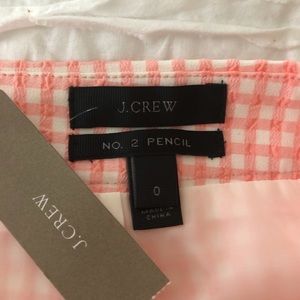 J.CREW
NO. 2 PENCIL
0
MADE IN
CHINA
J.CREW